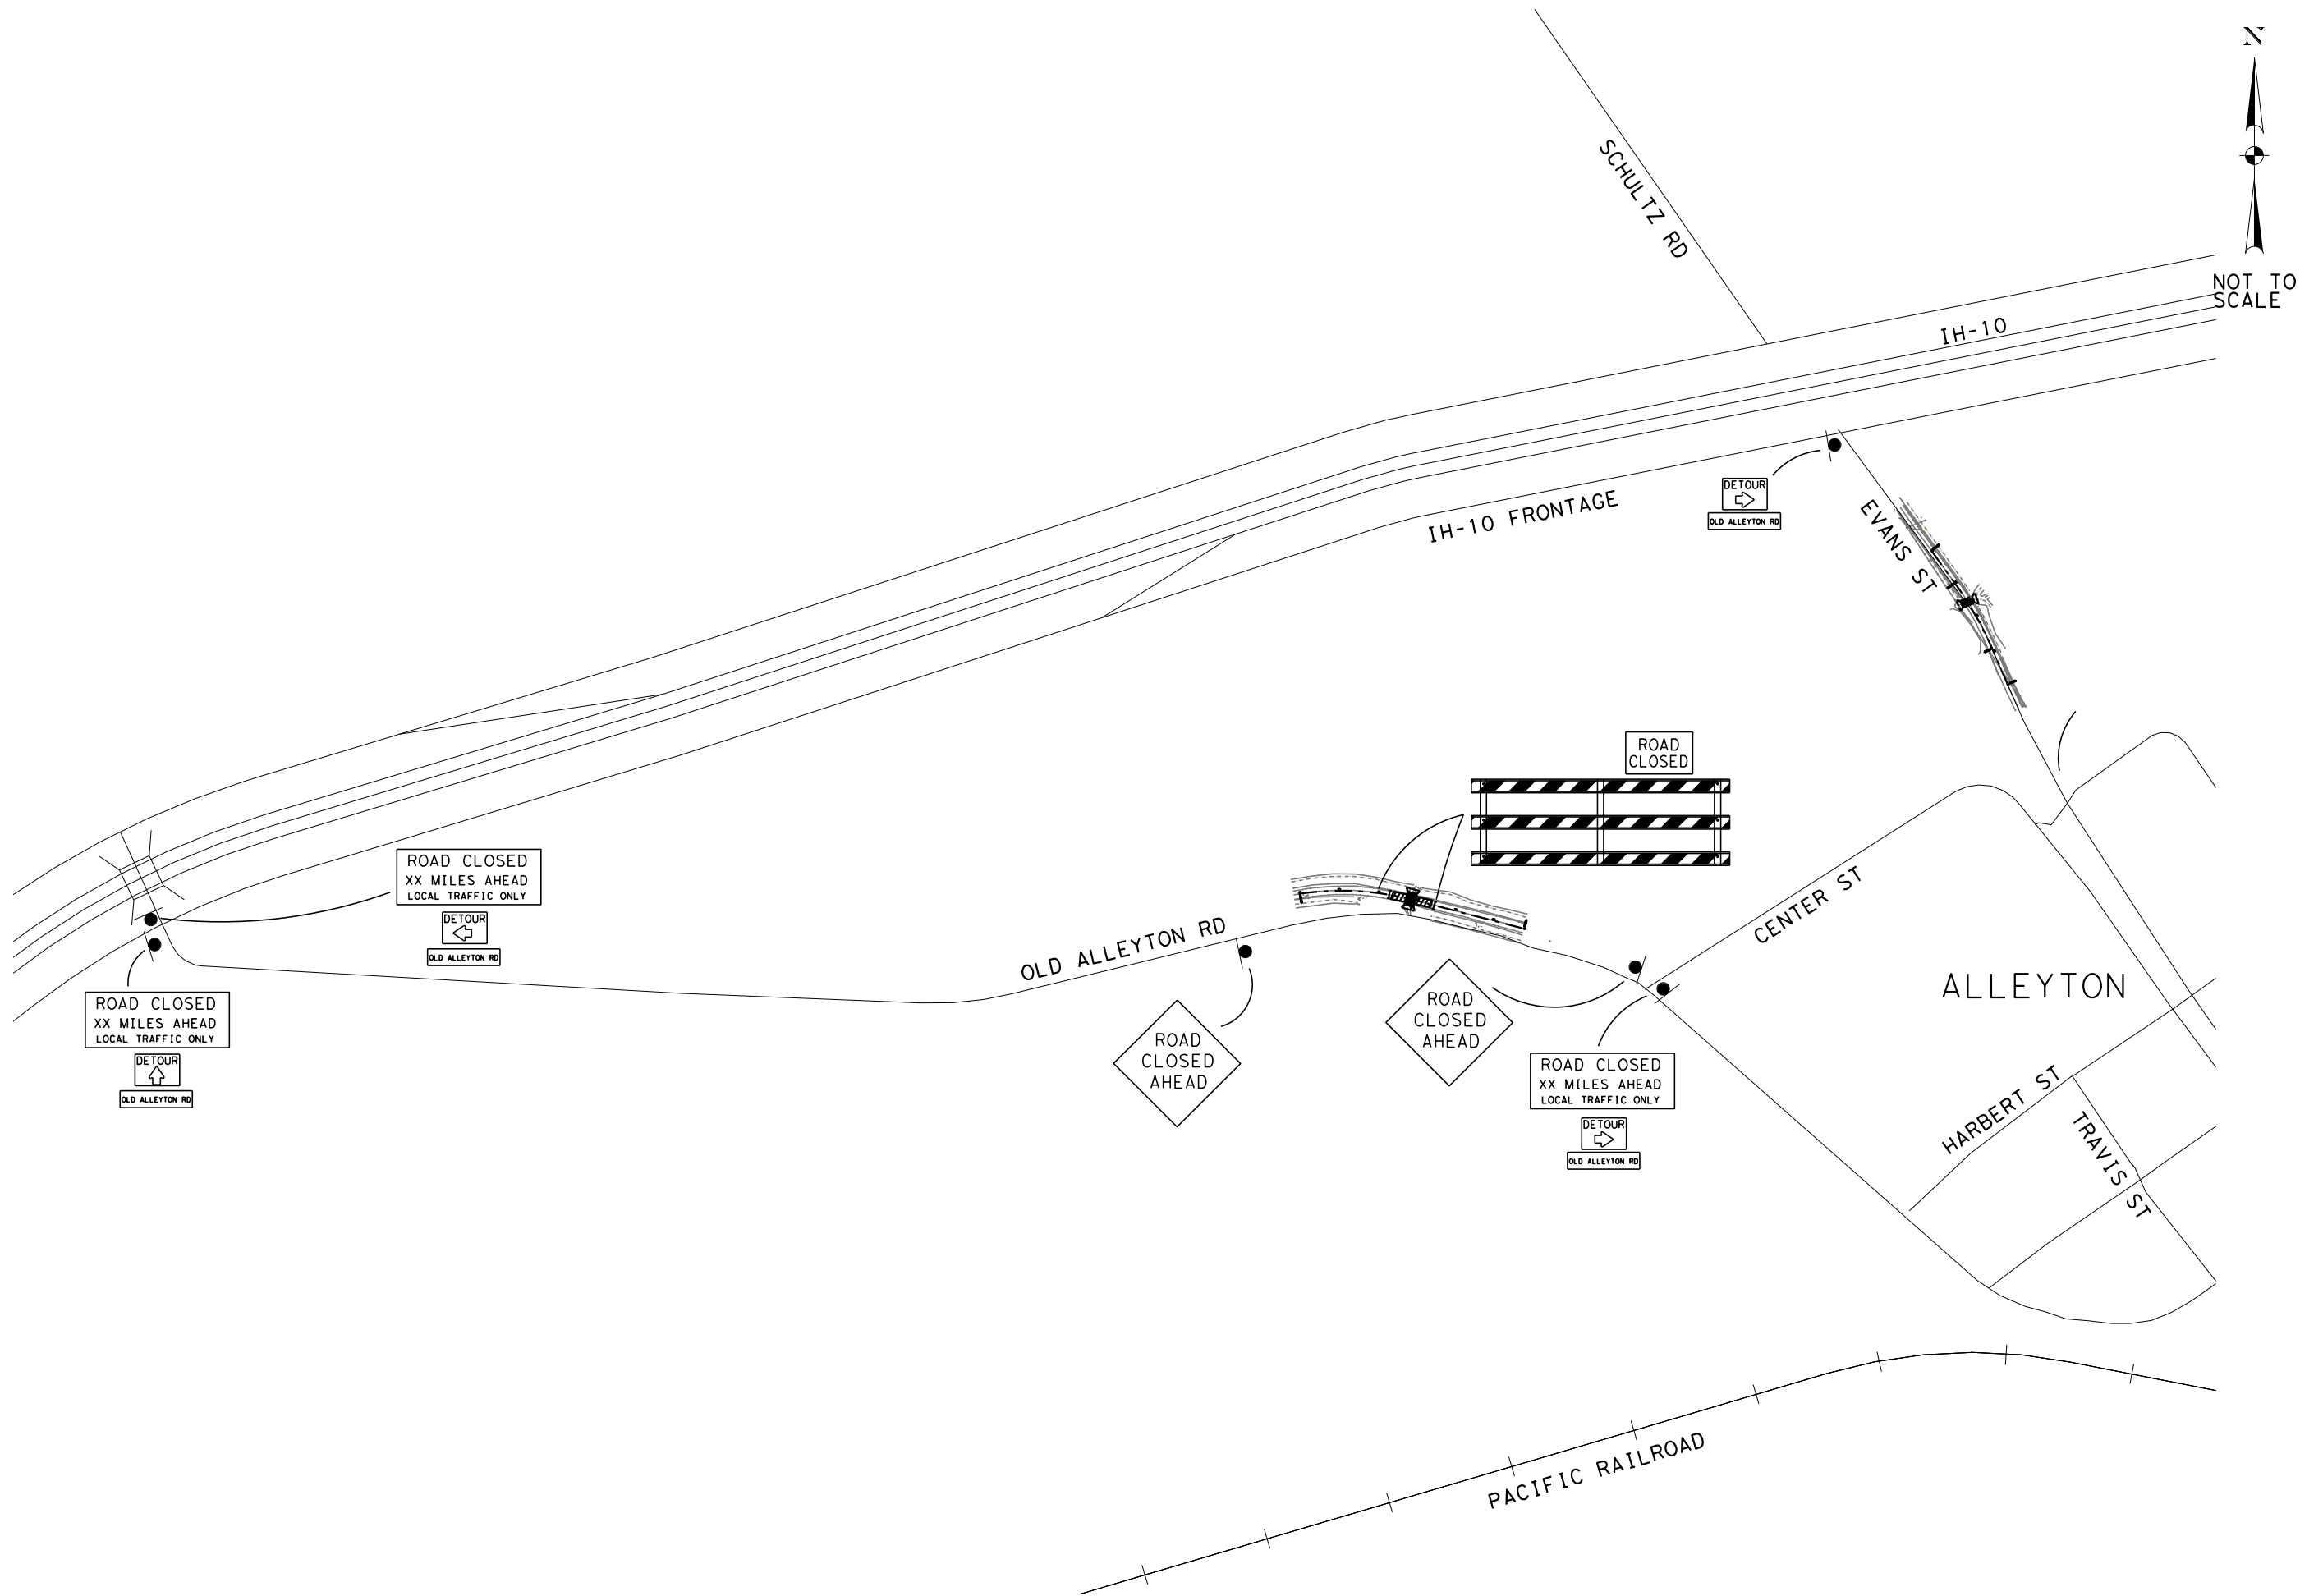 N
NOT TO
SCALE
SCHULTZ RD
IH-10
DETOUR
OLD ALLEYTON RD
IH-10 FRONTAGE
EVANS ST
ROAD
CLOSED
ROAD CLOSED
XX MILES AHEAD
LOCAL TRAFFIC ONLY
DETOUR
OLD ALLEYTON RD
CENTER ST
OLD ALLEYTON RD
ALLEYTON
ROAD CLOSED
XX MILES AHEAD
LOCAL TRAFFIC ONLY
DETOUR
OLD ALLEYTON RD
ROAD
CLOSED
AHEAD
ROAD
CLOSED
AHEAD
ROAD CLOSED
XX MILES AHEAD
LOCAL TRAFFIC ONLY
DETOUR
OLD ALLEYTON RD
HARBERT ST
TRAVIS ST
PACIFIC RAILROAD